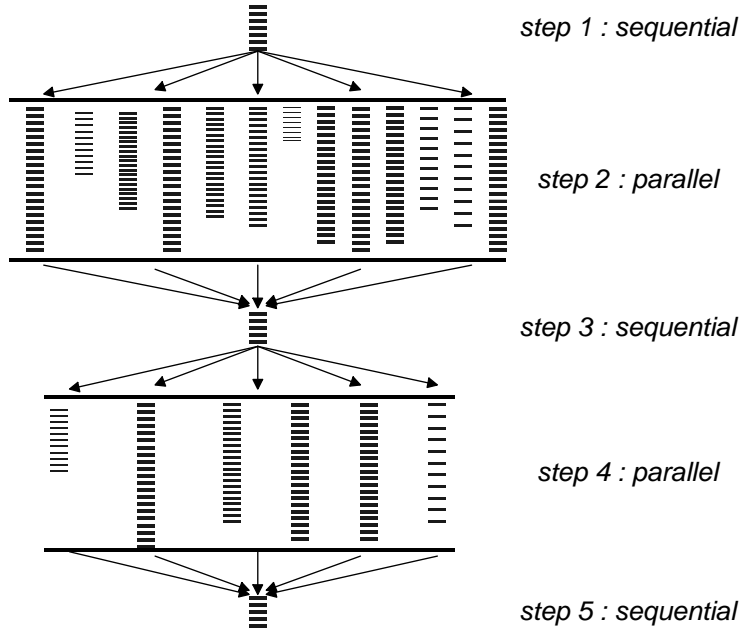 step 1 : sequential
step 2 : parallel
step 3 : sequential
step 4 : parallel
step 5 : sequential